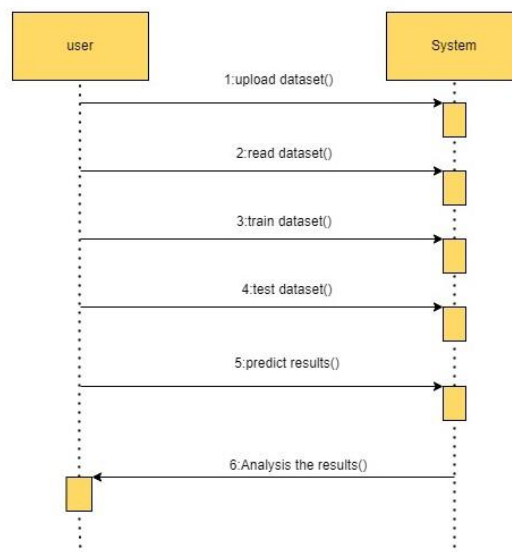 user
System
1:upload dataset()
2:read dataset()
3:train dataset()
4:test dataset()
5:predict results()
6:Analysis the results()